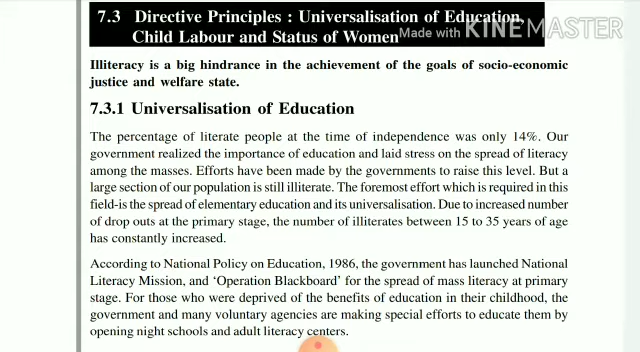 7.3 Directive Principles : Universalisation of Education,
Child Labour and Status of Women
Made with KINEMASTER
Illiteracy is a big hindrance in the achievement of the goals of socio-economic
justice and welfare state.
7.3.1 Universalisation of Education
The percentage of literate people at the time of independence was only 14%. Our
government realized the importance of education and laid stress on the spread of literacy
among the masses. Efforts have been made by the governments to raise this level. But a
large section of our population is still illiterate. The foremost effort which is required in this
field-is the spread of elementary education and its universalisation. Due to increased number
of drop outs at the primary stage, the number of illiterates between 15 to 35 years of age
has constantly increased.
According to National Policy on Education, 1986, the government has launched National
Literacy Mission, and ‘Operation Blackboard’ for the spread of mass literacy at primary
stage. For those who were deprived of the benefits of education in their childhood, the
government and many voluntary agencies are making special efforts to educate them by
opening night schools and adult literacy centers.